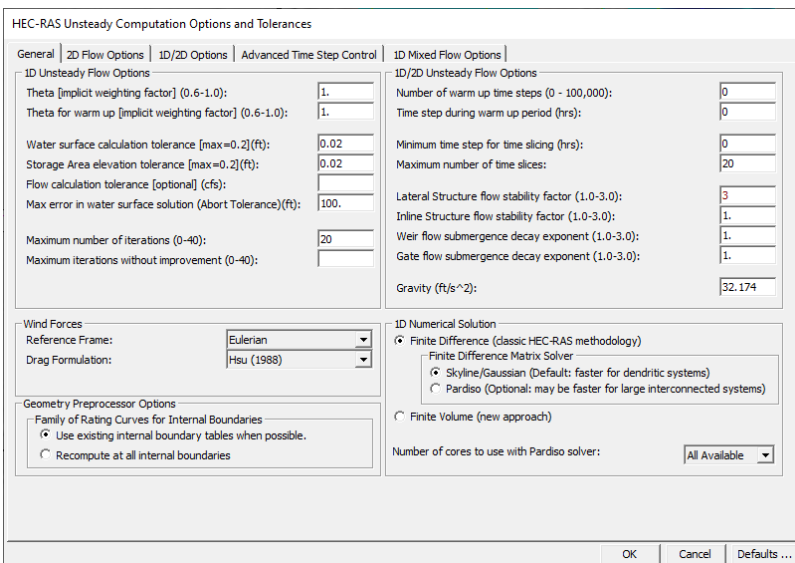 HEC-RAS Unsteady Computation Options and Tolerances
General 2D Flow Options 1D/2D Options Advanced Time Step Control 1D Mixed Flow Options
1D Unsteady Flow Options
Theta [implicit weighting factor] (0.6-1.0): 1.
Theta for warm up [implicit weighting factor] (0.6-1.0): 1.
Water surface calculation tolerance [max=0.2](ft): 0.02
Storage Area elevation tolerance [max=0.2](ft): 0.02
Flow calculation tolerance [optional] (cfs):
Max error in water surface solution (Abort Tolerance)(ft): 100.
Maximum number of iterations (0-40): 20
Maximum iterations without improvement (0-40):
1D/2D Unsteady Flow Options
Number of warm up time steps (0 - 100,000): 0
Time step during warm up period (hrs): 0
Minimum time step for time slicing (hrs): 0
Maximum number of time slices: 20
Lateral Structure flow stability factor (1.0-3.0): 3
Inline Structure flow stability factor (1.0-3.0): 1.
Weir flow submergence decay exponent (1.0-3.0): 1.
Gate flow submergence decay exponent (1.0-3.0): 1.
Gravity (ft/s^2): 32.174
Wind Forces
Reference Frame: Eulerian
Drag Formulation: Hsu (1988)
Geometry Preprocessor Options
Family of Rating Curves for Internal Boundaries
Use existing internal boundary tables when possible.
Recompute at all internal boundaries
1D Numerical Solution
Finite Difference (classic HEC-RAS methodology)
Finite Difference Matrix Solver
Skyline/Gaussian (Default: faster for dendritic systems)
Pardiso (Optional: may be faster for large interconnected systems)
Finite Volume (new approach)
Number of cores to use with Pardiso solver: All Available
OK Cancel Defaults ...